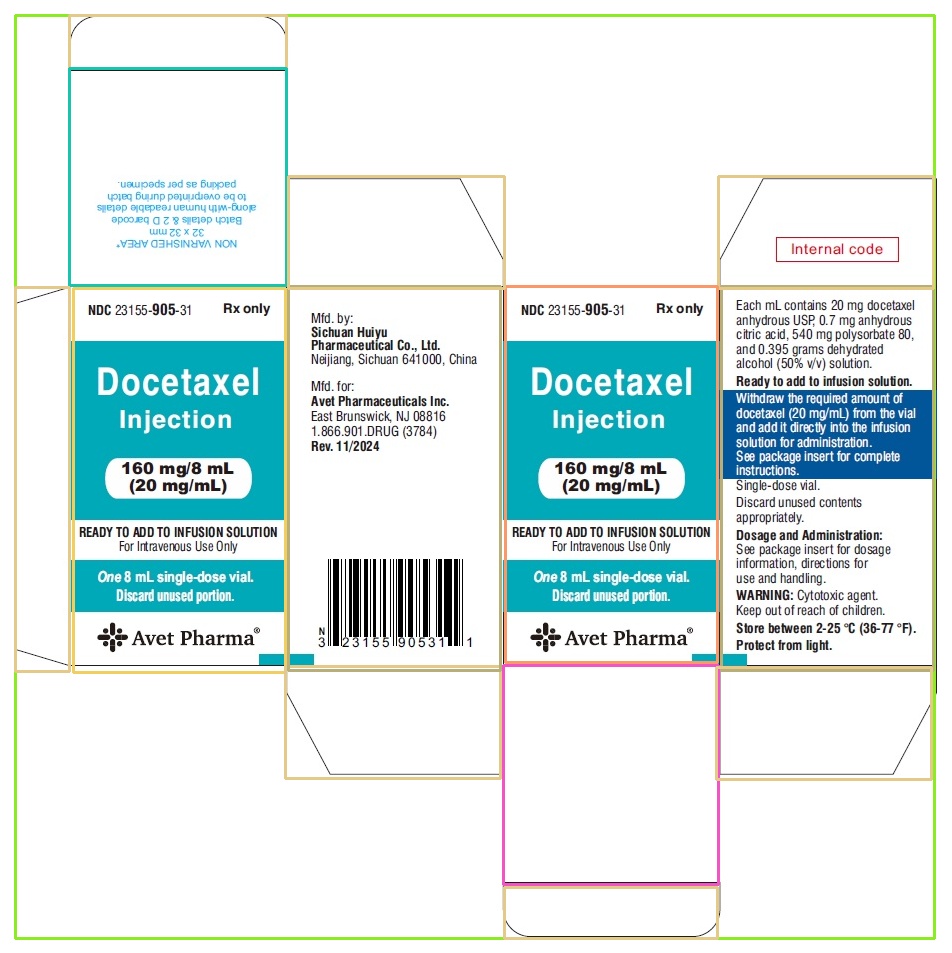 NON VARNISHED AREA*
32 x 32 mm
Batch details & 2 D barcode
along-with human readable details
to be overprinted during batch
packing as per specimen.
NDC 23155-905-31 Rx only
Docetaxel
Injection
160 mg/8 mL
(20 mg/mL)
READY TO ADD TO INFUSION SOLUTION
For Intravenous Use Only
One 8 mL single-dose vial.
Discard unused portion.
Avet Pharma®
Mfd. by:
Sichuan Huiyu
Pharmaceutical Co., Ltd.
Neijiang, Sichuan 641000, China
Mfd. for:
Avet Pharmaceuticals Inc.
East Brunswick, NJ 08816
1.866.901.DRUG (3784)
Rev. 11/2024
N
3 23155 90531 1
NDC 23155-905-31 Rx only
Docetaxel
Injection
160 mg/8 mL
(20 mg/mL)
READY TO ADD TO INFUSION SOLUTION
For Intravenous Use Only
One 8 mL single-dose vial.
Discard unused portion.
Avet Pharma®
Internal code
Each mL contains 20 mg docetaxel
anhydrous USP, 0.7 mg anhydrous
citric acid, 540 mg polysorbate 80,
and 0.395 grams dehydrated
alcohol (50% v/v) solution.
Ready to add to infusion solution.
Withdraw the required amount of
docetaxel (20 mg/mL) from the vial
and add it directly into the infusion
solution for administration.
See package insert for complete
instructions.
Single-dose vial.
Discard unused contents
appropriately.
Dosage and Administration:
See package insert for dosage
information, directions for
use and handling.
WARNING: Cytotoxic agent.
Keep out of reach of children.
Store between 2-25 °C (36-77 °F).
Protect from light.